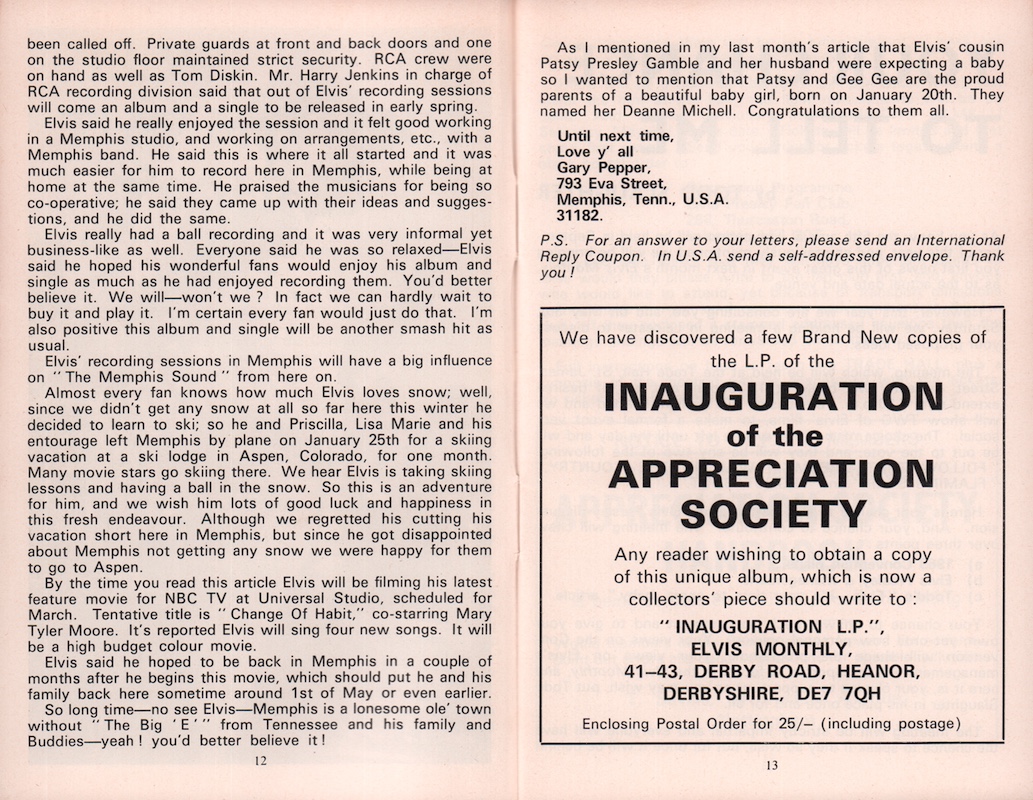 been called off. Private guards at front and back doors and one
on the studio floor maintained strict security. RCA crew were
on hand as well as Tom Diskin. Mr. Harry Jenkins in charge of
RCA recording division said that out of Elvis' recording sessions
will come an album and a single to be released in early spring.
Elvis said he really enjoyed the session and it felt good working
in a Memphis studio, and working on arrangements, etc., with a
Memphis band. He said this is where it all started and it was
much easier for him to record here in Memphis, while being at
home at the same time. He praised the musicians for being so
co-operative; he said they came up with their ideas and sugges-
tions, and he did the same.
Elvis really had a ball recording and it was very informal yet
business-like as well. Everyone said he was so relaxed—Elvis
said he hoped his wonderful fans would enjoy his album and
single as much as he had enjoyed recording them. You'd better
believe it. We will—won't we ? In fact we can hardly wait to
buy it and play it. I'm certain every fan would just do that. I'm
also positive this album and single will be another smash hit as
usual.
Elvis' recording sessions in Memphis will have a big influence
on "The Memphis Sound" from here on.
Almost every fan knows how much Elvis loves snow; well,
since we didn't get any snow at all so far here this winter he
decided to learn to ski; so he and Priscilla, Lisa Marie and his
entourage left Memphis by plane on January 25th for a skiing
vacation at a ski lodge in Aspen, Colorado, for one month.
Many movie stars go skiing there. We hear Elvis is taking skiing
lessons and having a ball in the snow. So this is an adventure
for him, and we wish him lots of good luck and happiness in
this fresh endeavour. Although we regretted his cutting his
vacation short here in Memphis, but since he got disappointed
about Memphis not getting any snow we were happy for them
to go to Aspen.
By the time you read this article Elvis will be filming his latest
feature movie for NBC TV at Universal Studio, scheduled for
March. Tentative title is "Change Of Habit," co-starring Mary
Tyler Moore. It's reported Elvis will sing four new songs. It will
be a high budget colour movie.
Elvis said he hoped to be back in Memphis in a couple of
months after he begins this movie, which should put he and his
family back here sometime around 1st of May or even earlier.
So long time—no see Elvis—Memphis is a lonesome ole' town
without "The Big 'E'" from Tennessee and his family and
Buddies—yeah ! you'd better believe it !
12
As I mentioned in my last month's article that Elvis' cousin
Patsy Presley Gamble and her husband were expecting a baby
so I wanted to mention that Patsy and Gee Gee are the proud
parents of a beautiful baby girl, born on January 20th. They
named her Deanne Michell. Congratulations to them all.
Until next time,
Love y' all
Gary Pepper,
793 Eva Street,
Memphis, Tenn., U.S.A.
31182.
P.S. For an answer to your letters, please send an International
Reply Coupon. In U.S.A. send a self-addressed envelope. Thank
you !
We have discovered a few Brand New copies of
the L.P. of the
INAUGURATION
of the
APPRECIATION
SOCIETY
Any reader wishing to obtain a copy
of this unique album, which is now a
collectors' piece should write to :
"INAUGURATION L.P.",
ELVIS MONTHLY,
41–43, DERBY ROAD, HEANOR,
DERBYSHIRE, DE7 7QH
Enclosing Postal Order for 25/– (including postage)
13